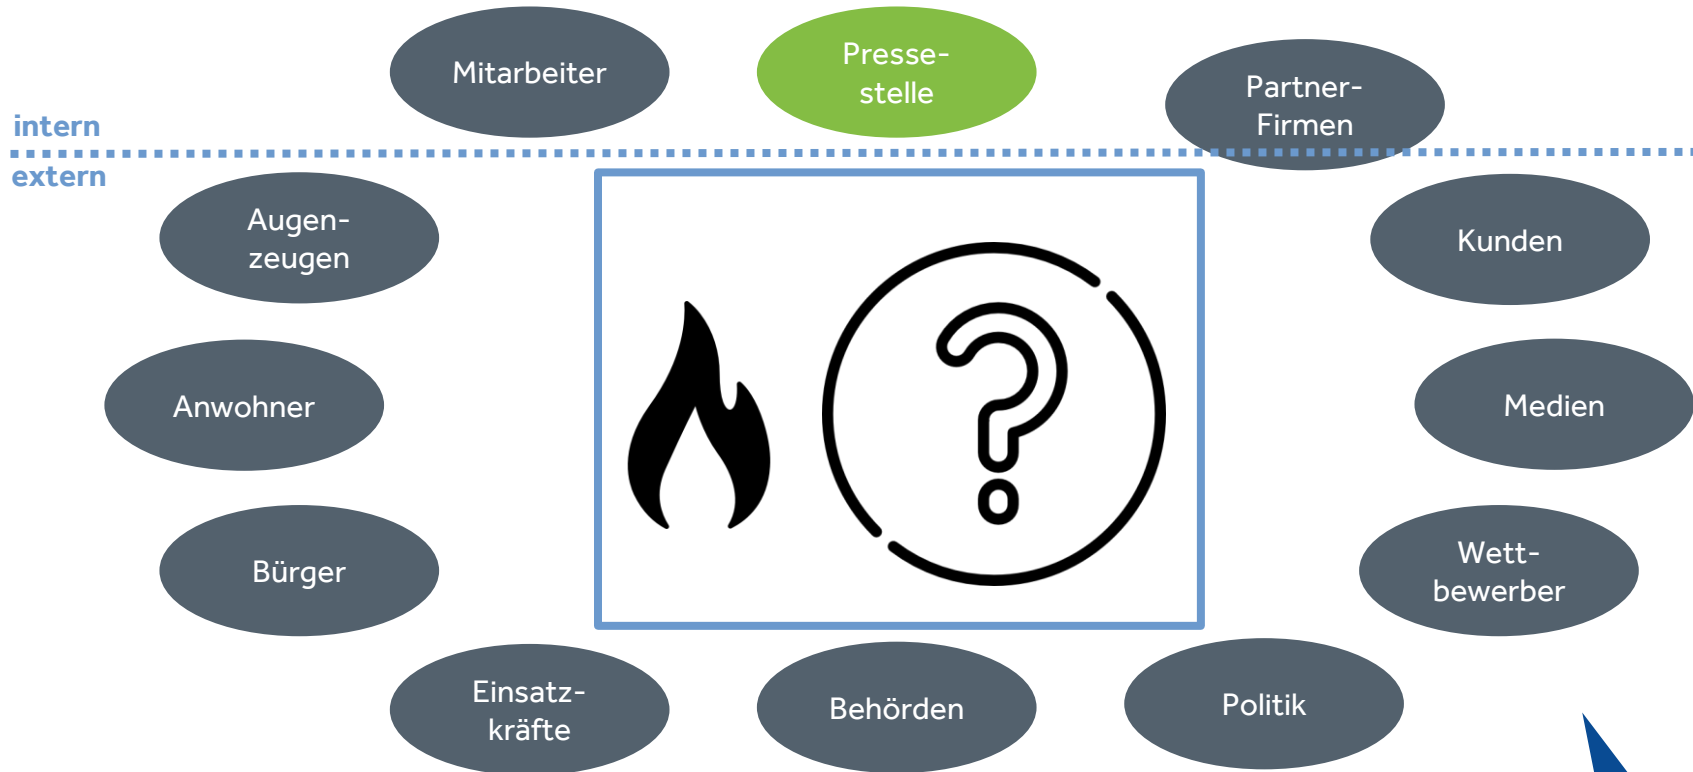 Mitarbeiter
Presse-
stelle
Partner-
Firmen
intern
extern
Augen-
zeugen
Kunden
Anwohner
Medien
Bürger
Wett-
bewerber
Einsatz-
kräfte
Behörden
Politik
?